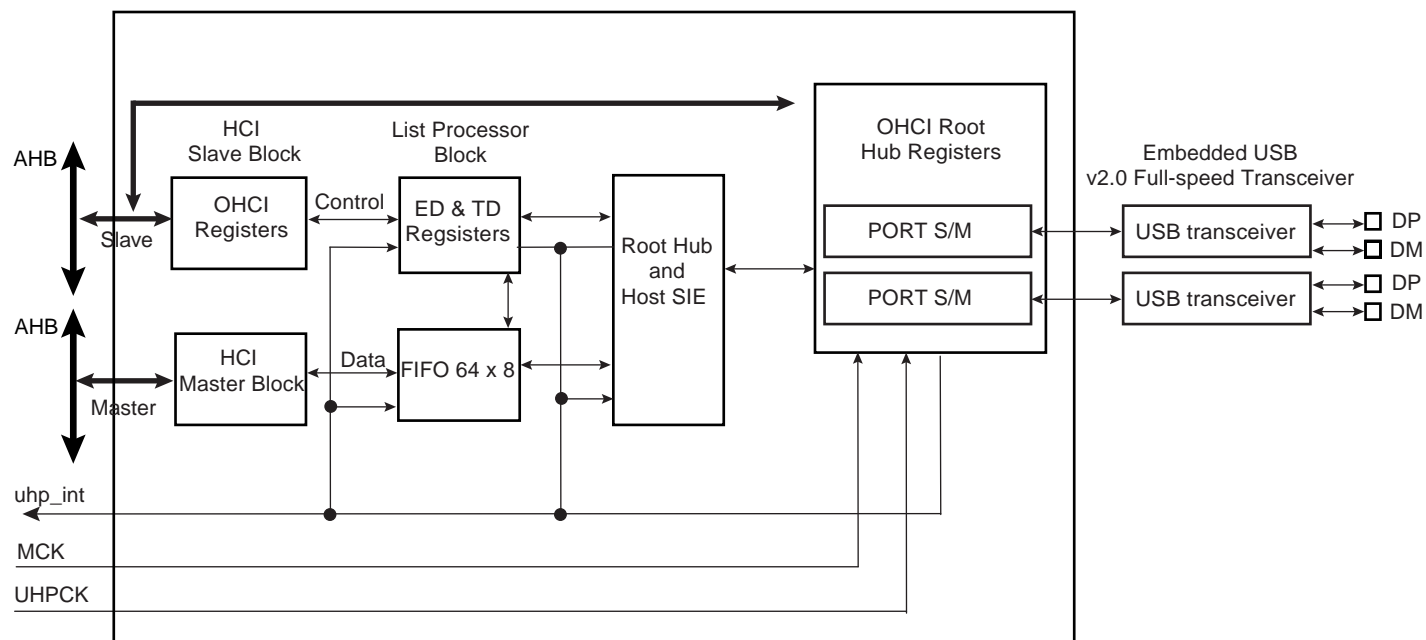 HCI
Slave Block
List Processor
Block
OHCI Root
Hub Registers
Embedded USB
v2.0 Full-speed Transceiver
AHB
Slave
OHCI
Registers
Control
ED & TD
Regsisters
Root Hub
and
Host SIE
PORT S/M
PORT S/M
USB transceiver
USB transceiver
DP
DM
DP
DM
AHB
Master
HCI
Master Block
Data
FIFO 64 x 8
uhp_int
MCK
UHPCK